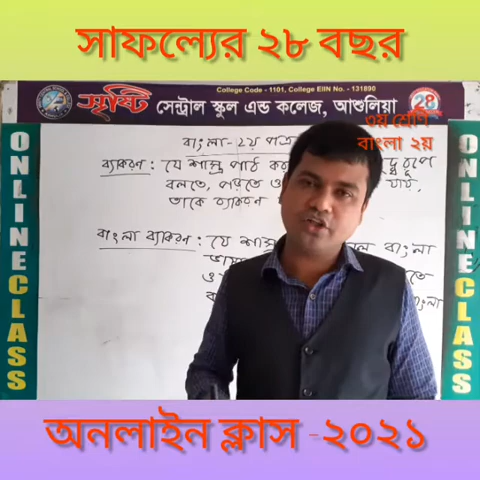 সাফল্যের ২৮ বছর
College Code - 1101, College EIIN No. - 131890
সৃষ্টি সেন্ট্রাল স্কুল এন্ড কলেজ, আশুলিয়া
28
৩য় শ্রেণি
বাংলা ২য়
ONLINE CLASS
ONLINE CLASS
বাংলা-২য় পত্র
ব্যাকরণ : যে শাস্ত্র পাঠ রূপে
বলতে, পড়তে ও যায়,
তাকে ব্যাকরণ
বাংলা ব্যাকরণ : যে বাংলা
অনলাইন ক্লাস -২০২১